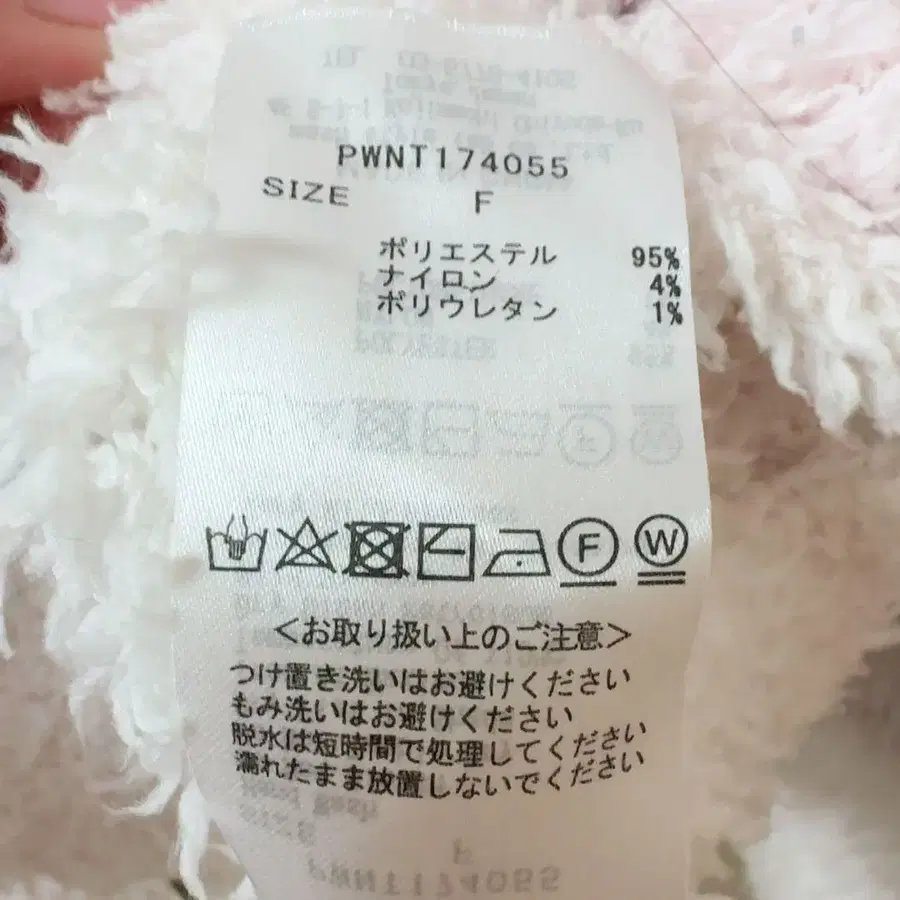 PWNT174055
SIZE F
ポリエステル 95%
ナイロン 4%
ポリウレタン 1%
F W
<お取り扱い上のご注意>
つけ置き洗いはお避けください
もみ洗いはお避けください
脱水は短時間で処理してください
濡れたまま放置しないでください